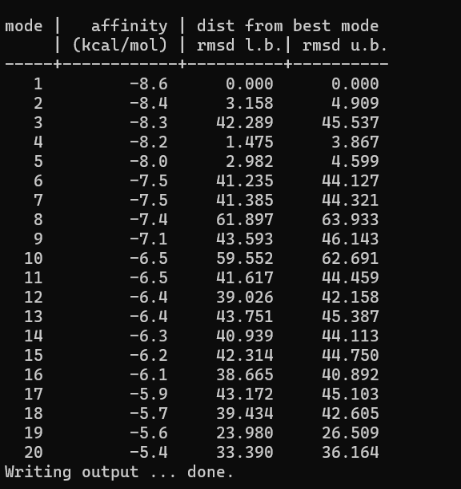 mode |   affinity | dist from best mode
     | (kcal/mol) | rmsd l.b.| rmsd u.b.
-----+------------+----------+----------
   1         -8.6      0.000      0.000
   2         -8.4      3.158      4.909
   3         -8.3     42.289     45.537
   4         -8.2      1.475      3.867
   5         -8.0      2.982      4.599
   6         -7.5     41.235     44.127
   7         -7.5     41.385     44.321
   8         -7.4     61.897     63.933
   9         -7.1     43.593     46.143
  10         -6.5     59.552     62.691
  11         -6.5     41.617     44.459
  12         -6.4     39.026     42.158
  13         -6.4     43.751     45.387
  14         -6.3     40.939     44.113
  15         -6.2     42.314     44.750
  16         -6.1     38.665     40.892
  17         -5.9     43.172     45.103
  18         -5.7     39.434     42.605
  19         -5.6     23.980     26.509
  20         -5.4     33.390     36.164
Writing output ... done.